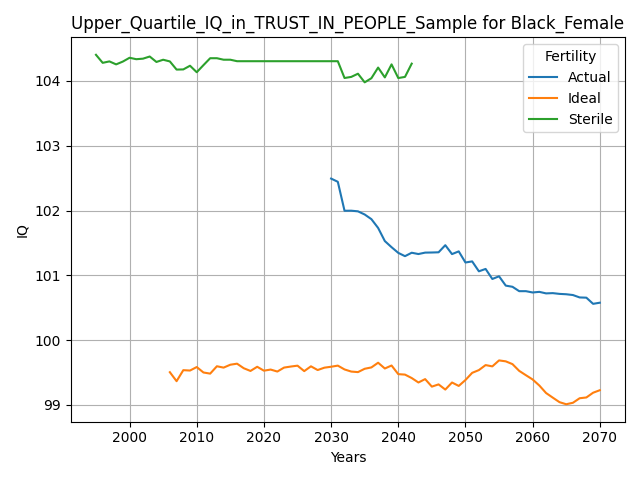 Upper_Quartile_IQ_in_TRUST_IN_PEOPLE_Sample for Black_Female
Fertility
Actual
Ideal
Sterile
104
103
102
101
100
99
IQ
2000
2010
2020
2030
2040
2050
2060
2070
Years